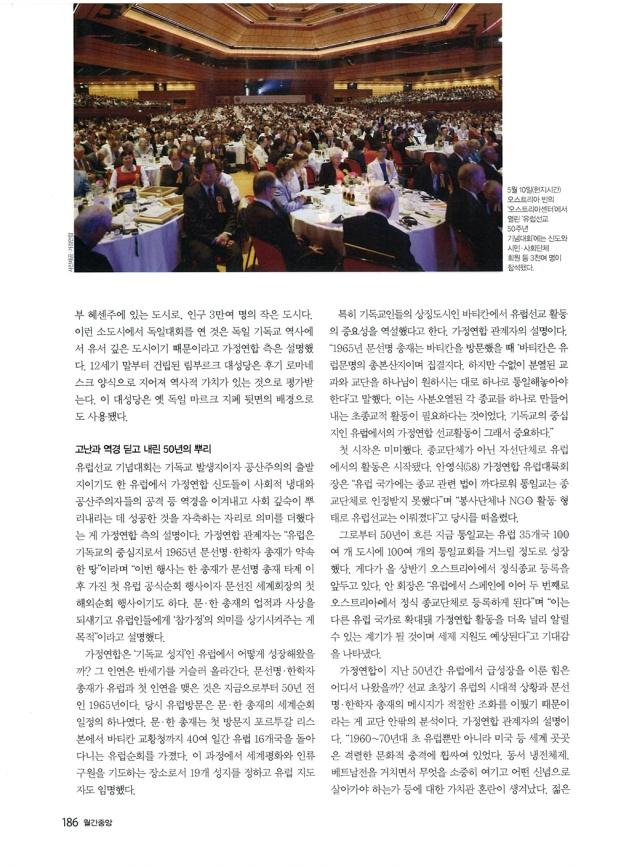 5월 10일(현지시간)
오스트리아 빈의
'오스트리아센터'에서
열린 '유럽선교
50주년
기념대회'에는 신도와
시민·사회단체
회원 등 3천여 명이
참석했다.
사진제공·가정연합
부 헤센주에 있는 도시로, 인구 3만여 명의 작은 도시다.
이런 소도시에서 독일대회를 연 것은 독일 기독교 역사에
서 유서 깊은 도시이기 때문이라고 가정연합 측은 설명했
다. 12세기 말부터 건립된 림부르크 대성당은 후기 로마네
스크 양식으로 지어져 역사적 가치가 있는 것으로 평가받
는다. 이 대성당은 옛 독일 마르크 지폐 뒷면의 배경으로
도 사용됐다.
고난과 역경 딛고 내린 50년의 뿌리
유럽선교 기념대회는 기독교 발생지이자 공산주의의 출발
지이기도 한 유럽에서 가정연합 신도들이 사회적 냉대와
공산주의자들의 공격 등 역경을 이겨내고 사회 깊숙이 뿌
리내리는 데 성공한 것을 자축하는 자리로 의미를 더했다
는 게 가정연합 측의 설명이다. 가정연합 관계자는 "유럽은
기독교의 중심지로서 1965년 문선명·한학자 총재가 약속
한 땅"이라며 "이번 행사는 한 총재가 문선명 총재 타계 이
후 가진 첫 유럽 공식순회 행사이자 문선진 세계회장의 첫
해외순회 행사이기도 하다. 문·한 총재의 업적과 사상을
되새기고 유럽인들에게 '참가정'의 의미를 상기시켜주는 게
목적"이라고 설명했다.
가정연합은 '기독교 성지'인 유럽에서 어떻게 성장해왔을
까? 그 인연은 반세기를 거슬러 올라간다. 문선명·한학자
총재가 유럽과 첫 인연을 맺은 것은 지금으로부터 50년 전
인 1965년이다. 당시 유럽방문은 문·한 총재의 세계순회
일정의 하나였다. 문·한 총재는 첫 방문지 포르투갈 리스
본에서 바티칸 교황청까지 40여 일간 유럽 16개국을 돌아
다니는 유럽순회를 가졌다. 이 과정에서 세계평화와 인류
구원을 기도하는 장소로서 19개 성지를 정하고 유럽 지도
자도 임명했다.
특히 기독교인들의 상징도시인 바티칸에서 유럽선교 활동
의 중요성을 역설했다고 한다. 가정연합 관계자의 설명이다.
"1965년 문선명 총재는 바티칸을 방문했을 때 '바티칸은 유
럽문명의 총본산지이며 집결지다. 하지만 수없이 분열된 교
파와 교단을 하나님이 원하시는 대로 하나로 통일해놓아야
한다'고 말했다. 이는 사분오열된 각 종교를 하나로 만들어
내는 초종교적 활동이 필요하다는 것이었다. 기독교의 중심
지인 유럽에서의 가정연합 선교활동이 그래서 중요하다."
첫 시작은 미미했다. 종교단체가 아닌 자선단체로 유럽
에서의 활동은 시작됐다. 안영식(58) 가정연합 유럽대륙회
장은 "유럽 국가에는 종교 관련 법이 까다로워 통일교는 종
교단체로 인정받지 못했다"며 "봉사단체나 NGO 활동 형
태로 유럽선교는 이뤄졌다"고 당시를 떠올렸다.
그로부터 50년이 흐른 지금 통일교는 유럽 35개국 100
여 개 도시에 100여 개의 통일교회를 거느릴 정도로 성장
했다. 게다가 올 상반기 오스트리아에서 정식종교 등록을
앞두고 있다. 안 회장은 "유럽에서 스페인에 이어 두 번째로
오스트리아에서 정식 종교단체로 등록하게 된다"며 "이는
다른 유럽 국가로 확대돼 가정연합 활동을 더욱 널리 알릴
수 있는 계기가 될 것이며 세제 지원도 예상된다"고 기대감
을 나타냈다.
가정연합이 지난 50년간 유럽에서 급성장을 이룬 힘은
어디서 나왔을까? 선교 초창기 유럽의 시대적 상황과 문선
명·한학자 총재의 메시지가 적절한 조화를 이뤘기 때문이
라는 게 교단 안팎의 분석이다. 가정연합 관계자의 설명이
다. "1960~70년대 초 유럽뿐만 아니라 미국 등 세계 곳곳
은 격렬한 문화적 충격에 휩싸여 있었다. 동서 냉전체제,
베트남전을 거치면서 무엇을 소중히 여기고 어떤 신념으로
살아가야 하는가 등에 대한 가치관 혼란이 생겨났다. 젊은
186 월간중앙